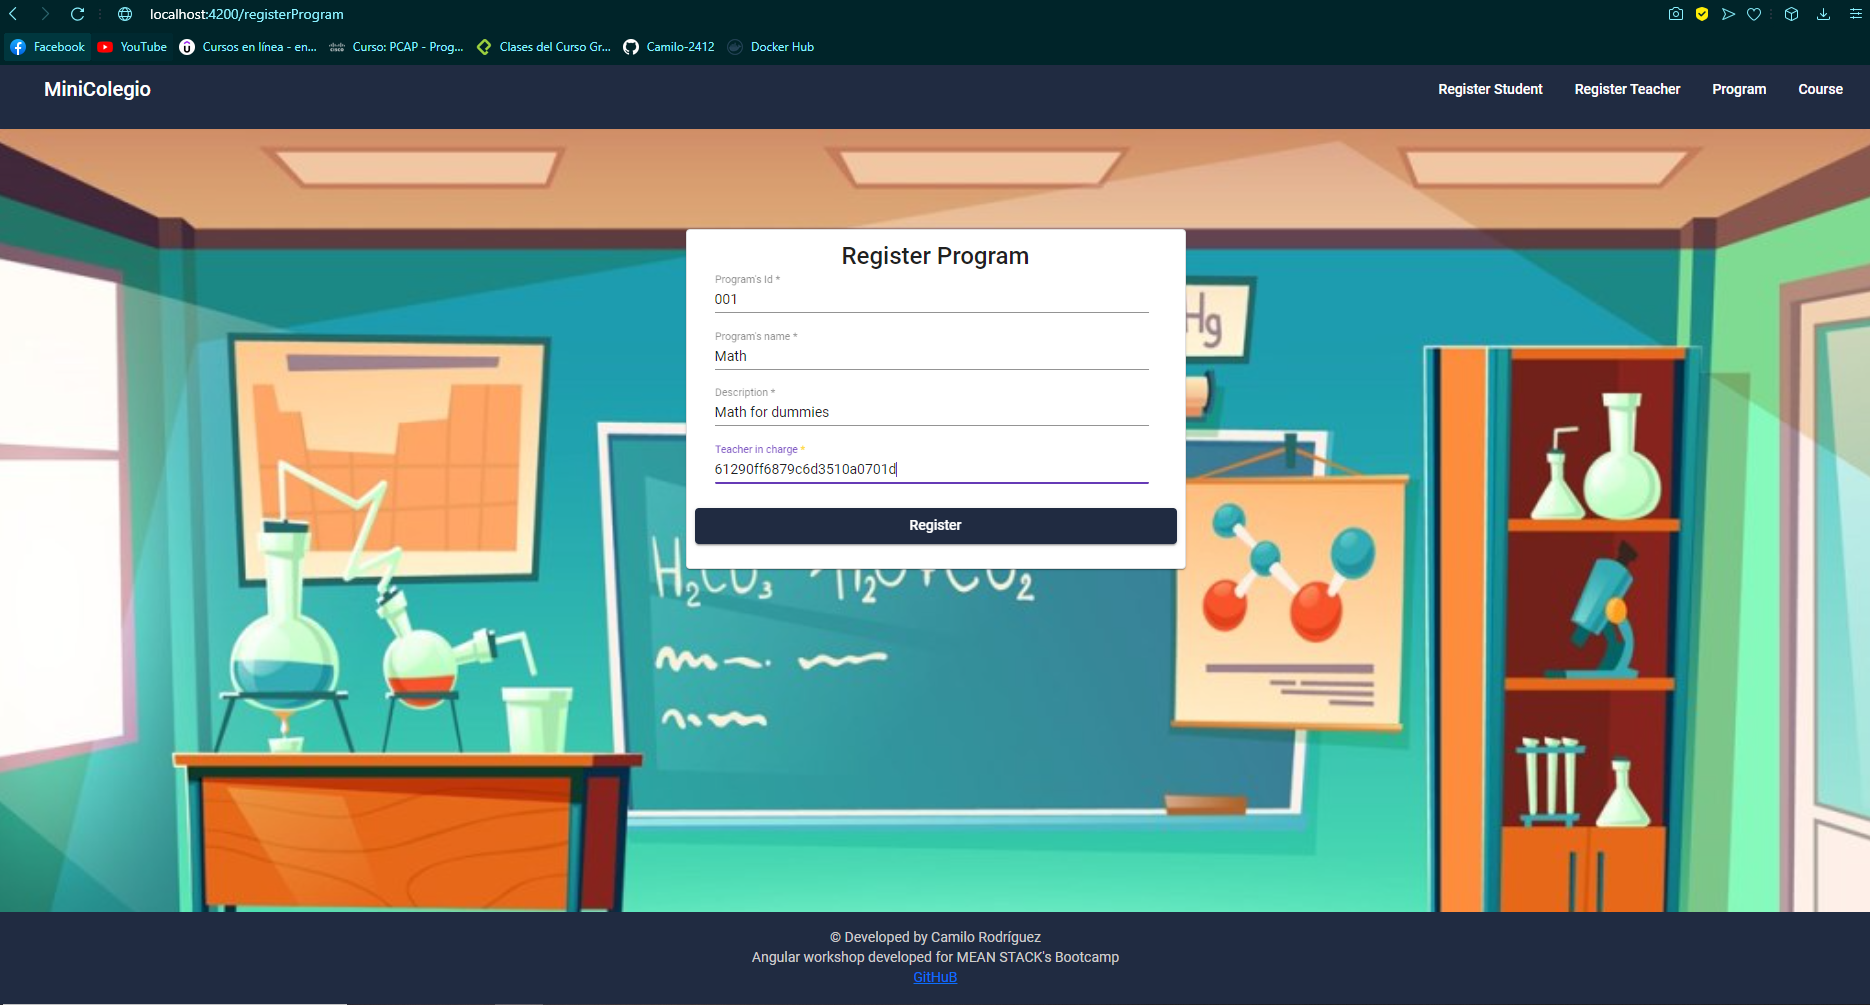 localhost:4200/registerProgram
Facebook YouTube Cursos en línea - en... Curso: PCAP - Prog... Clases del Curso Gr... Camilo-2412 Docker Hub
MiniColegio Register Student Register Teacher Program Course
Register Program
Program's Id *
001
Program's name *
Math
Description *
Math for dummies
Teacher in charge *
61290ff6879c6d3510a0701d
Register
Hg
H₂CO₃ H₂O+CO₂
© Developed by Camilo Rodríguez
Angular workshop developed for MEAN STACK's Bootcamp
GitHuB